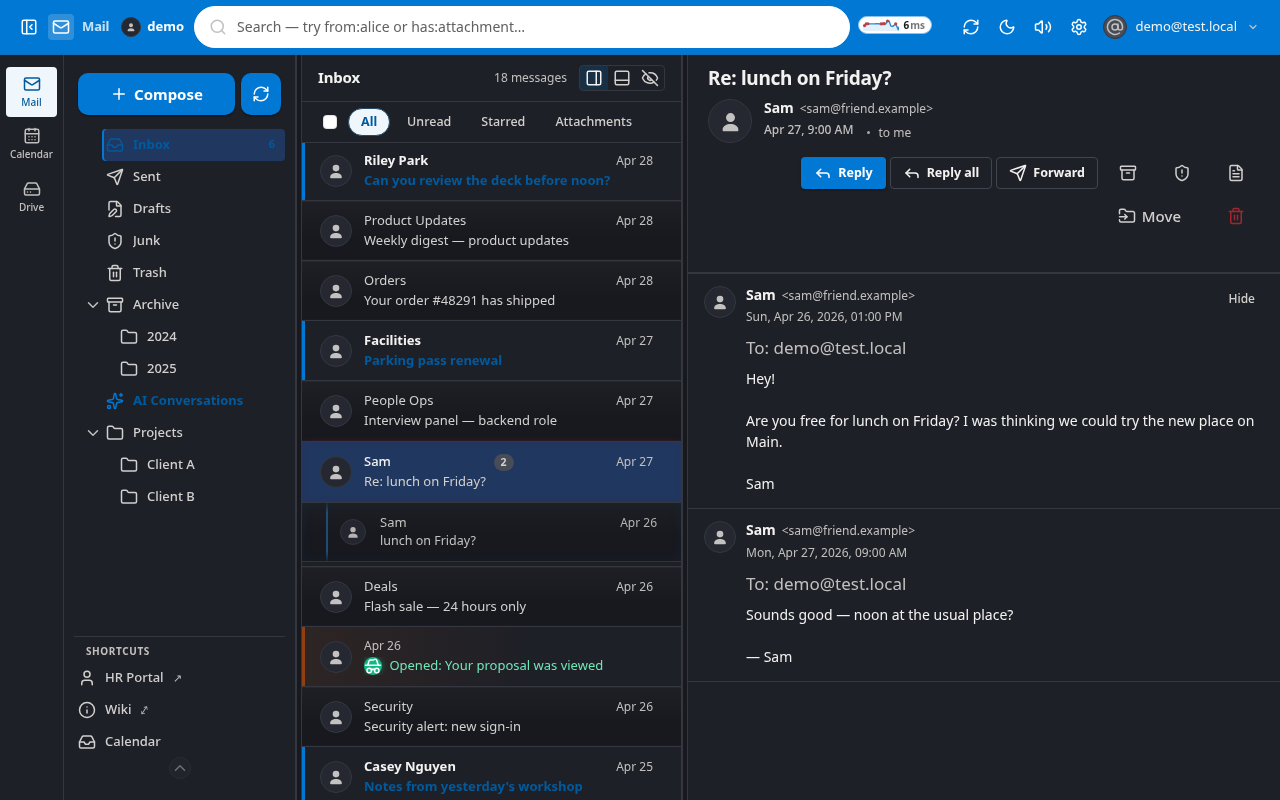 Mail
demo
Search — try from:alice or has:attachment...
6ms
demo@test.local
Mail
Calendar
Drive
Compose
Inbox 6
Sent
Drafts
Junk
Trash
Archive
2024
2025
AI Conversations
Projects
Client A
Client B
SHORTCUTS
HR Portal ↗
Wiki
Calendar
Inbox
18 messages
All
Unread
Starred
Attachments
Riley Park Apr 28
Can you review the deck before noon?
Product Updates Apr 28
Weekly digest — product updates
Orders Apr 28
Your order #48291 has shipped
Facilities Apr 27
Parking pass renewal
People Ops Apr 27
Interview panel — backend role
Sam 2 Apr 27
Re: lunch on Friday?
Sam Apr 26
lunch on Friday?
Deals Apr 26
Flash sale — 24 hours only
Apr 26
Opened: Your proposal was viewed
Security Apr 26
Security alert: new sign-in
Casey Nguyen Apr 25
Notes from yesterday's workshop
Re: lunch on Friday?
Sam <sam@friend.example>
Apr 27, 9:00 AM • to me
Reply
Reply all
Forward
Move
Sam <sam@friend.example>
Hide
Sun, Apr 26, 2026, 01:00 PM
To: demo@test.local
Hey!
Are you free for lunch on Friday? I was thinking we could try the new place on
Main.
Sam
Sam <sam@friend.example>
Mon, Apr 27, 2026, 09:00 AM
To: demo@test.local
Sounds good — noon at the usual place?
— Sam